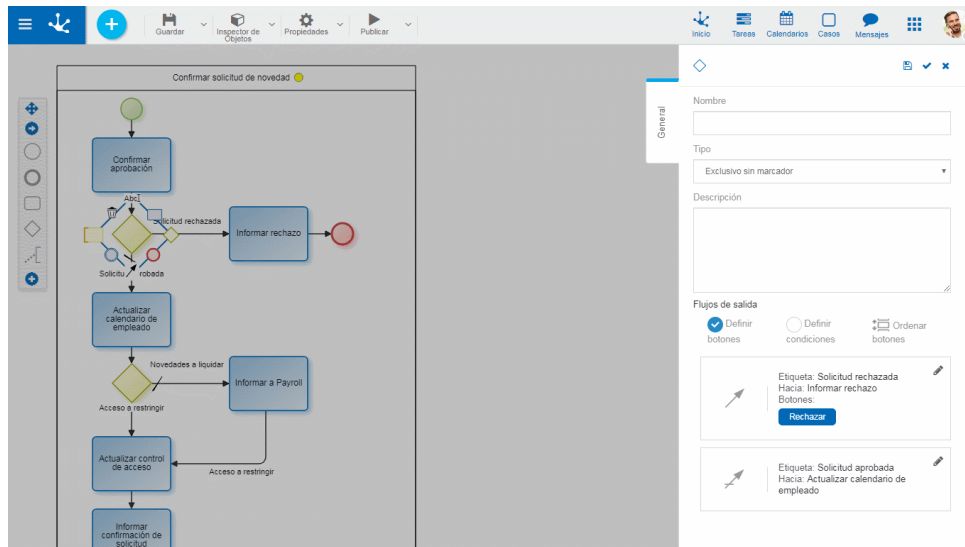 Guardar
Inspector de
Objetos
Propiedades
Publicar
Inicio
Tareas
Calendarios
Casos
Mensajes
Confirmar solicitud de novedad
Confirmar
aprobación
Abc
Solicitud rechazada
Informar rechazo
Solicitu robada
Actualizar
calendario de
empleado
Novedades a liquidar
Informar a Payroll
Acceso a restringir
Actualizar control
de acceso
Acceso a restringir
Informar
confirmación de
solicitud
General
Nombre
Tipo
Exclusivo sin marcador
Descripción
Flujos de salida
Definir
botones
Definir
condiciones
Ordenar
botones
Etiqueta: Solicitud rechazada
Hacia: Informar rechazo
Botones:
Rechazar
Etiqueta: Solicitud aprobada
Hacia: Actualizar calendario de
empleado